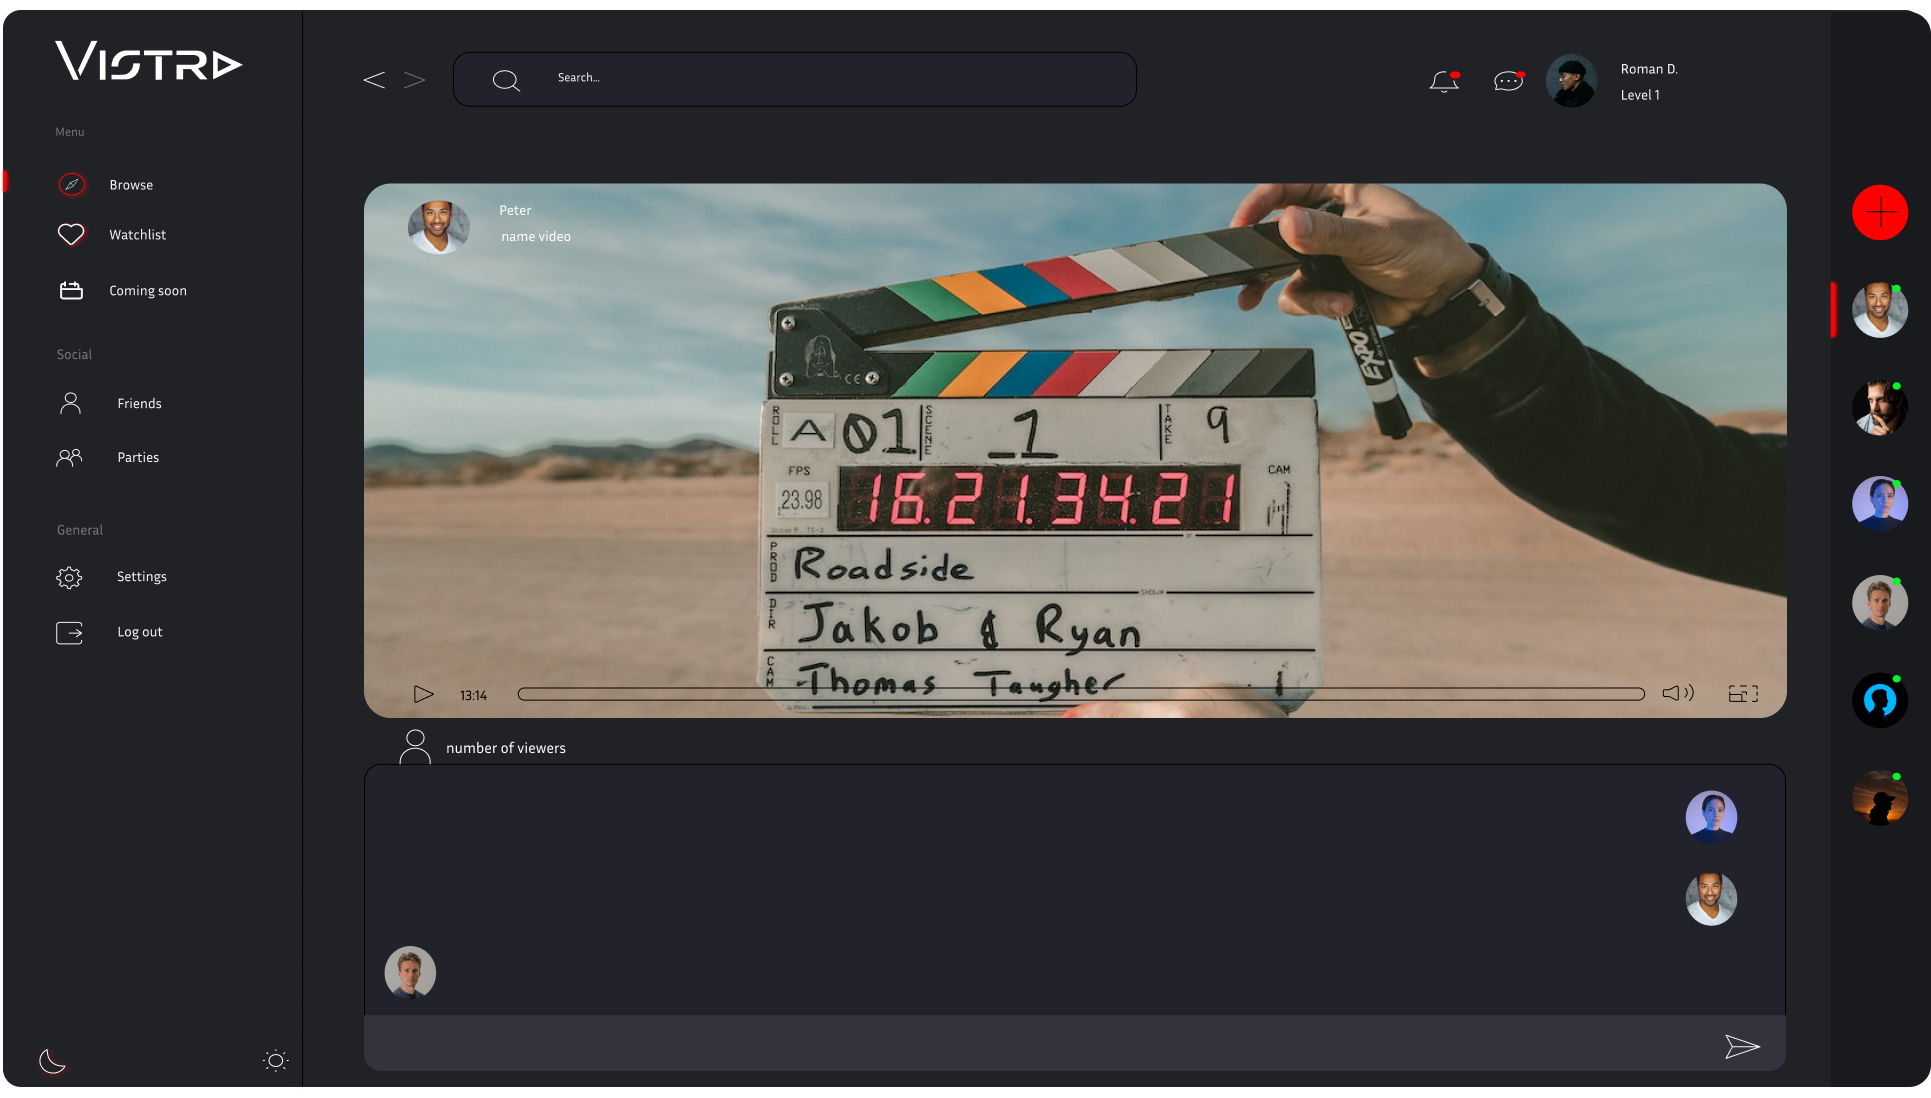 VISTRA
Menu
Browse
Watchlist
Coming soon
Social
Friends
Parties
General
Settings
Log out
< >
Search...
Roman D.
Level 1
Peter
name video
EXPO
CE
ROLL A 01 SCENE 1 TAKE 9
FPS CAM
23.98 16.21.34.21
PROD Roadside
DIR Jakob & Ryan
CAM Thomas Taugher
13:14
number of viewers